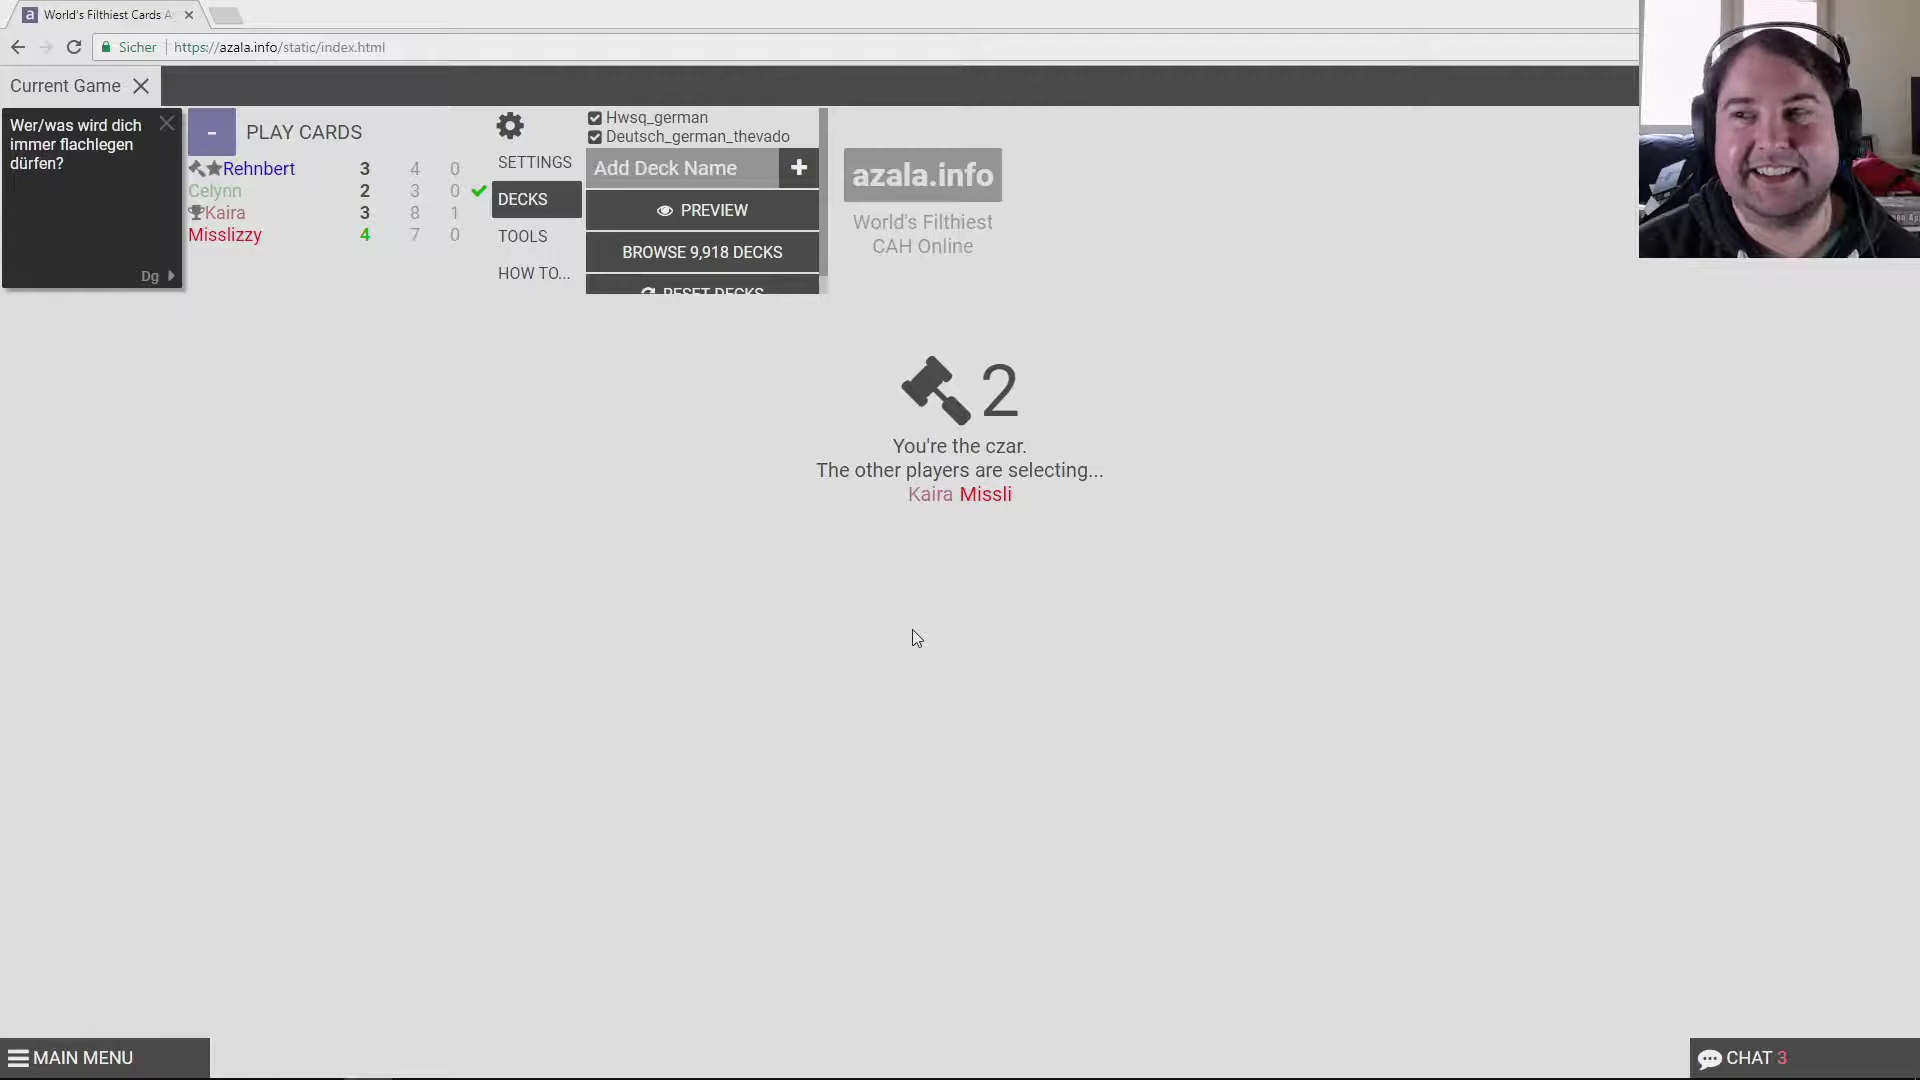 World's Filthiest Cards A
Sicher
https://azala.info/static/index.html
Current Game
Wer/was wird dich
immer flachlegen
dürfen?
Dg
-
PLAY CARDS
Rehnbert 3 4 0
Celynn 2 3 0
Kaira 3 8 1
Misslizzy 4 7 0
SETTINGS
DECKS
TOOLS
HOW TO...
Hwsq_german
Deutsch_german_thevado
Add Deck Name
PREVIEW
BROWSE 9,918 DECKS
RESET DECKS
azala.info
World's Filthiest
CAH Online
2
You're the czar.
The other players are selecting...
Kaira Missli
MAIN MENU
CHAT 3